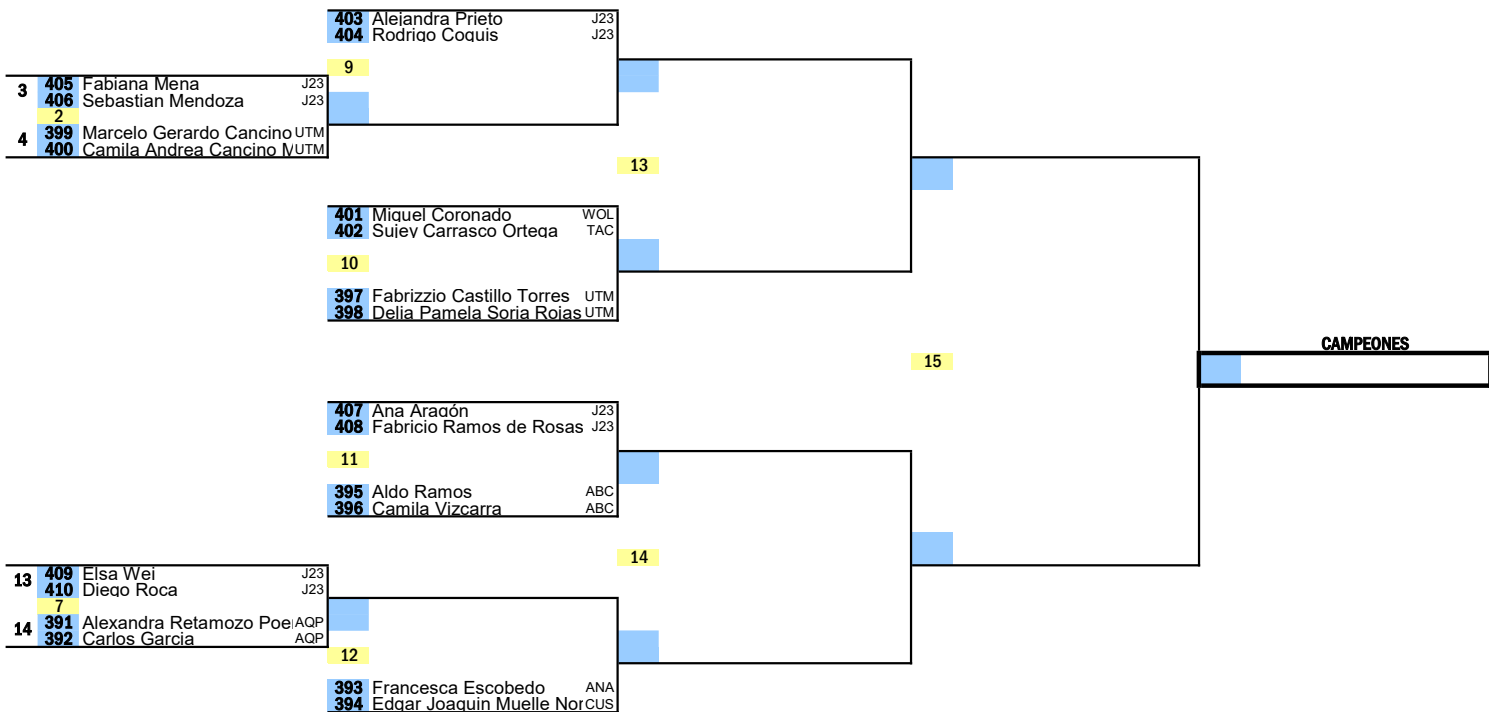 403 Alejandra Prieto J23
404 Rodrigo Coquis J23
9
3 405 Fabiana Mena J23
406 Sebastian Mendoza J23
2
4 399 Marcelo Gerardo Cancino UTM
400 Camila Andrea Cancino M UTM
13
401 Miguel Coronado WOL
402 Sujey Carrasco Ortega TAC
10
397 Fabrizzio Castillo Torres UTM
398 Delia Pamela Soria Rojas UTM
CAMPEONES
15
407 Ana Aragón J23
408 Fabricio Ramos de Rosas J23
11
395 Aldo Ramos ABC
396 Camila Vizcarra ABC
14
13 409 Elsa Wei J23
410 Diego Roca J23
7
14 391 Alexandra Retamozo Poe AQP
392 Carlos Garcia AQP
12
393 Francesca Escobedo ANA
394 Edgar Joaquin Muelle Nor CUS